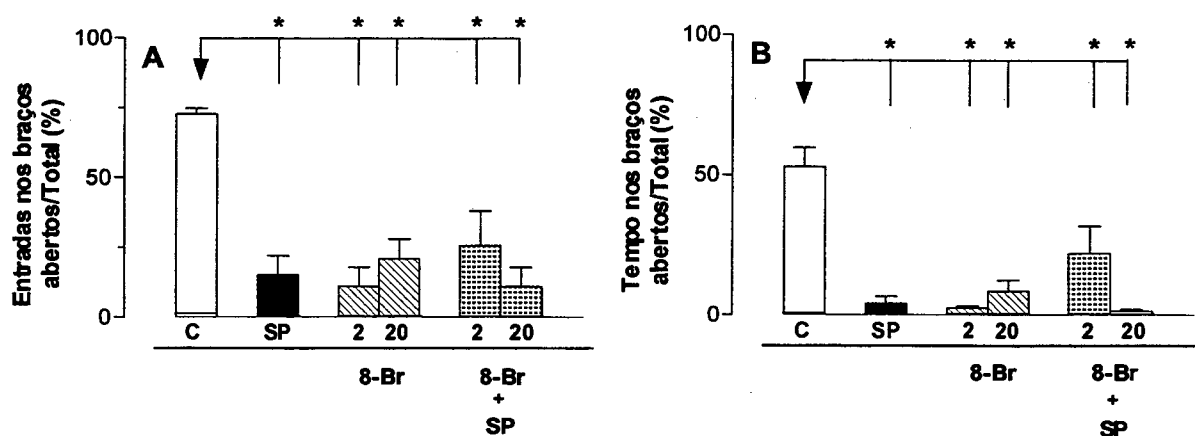 A
* * * * *
100
50
0
Entradas nos braços
abertos/Total (%)
C SP 2 20 2 20
8-Br 8-Br
+
SP
B
* * * * *
100
50
0
Tempo nos braços
abertos/Total (%)
C SP 2 20 2 20
8-Br 8-Br
+
SP